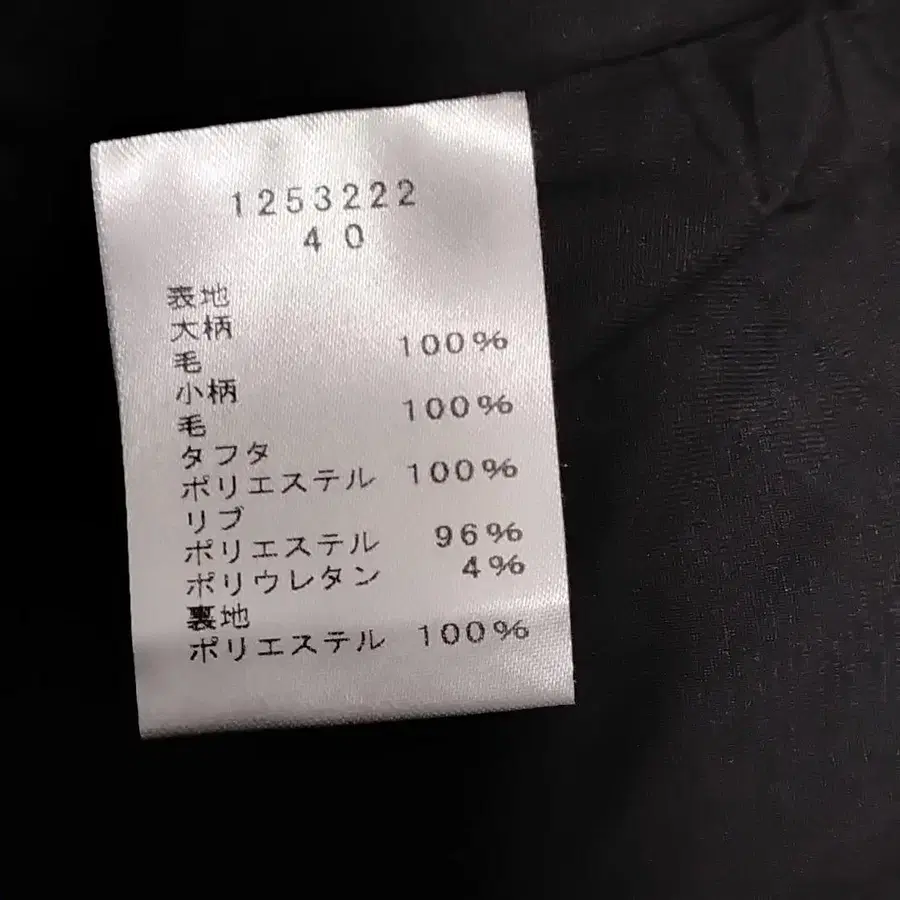 1253222
40
表地
大柄
毛 100%
小柄
毛 100%
タフタ
ポリエステル 100%
リブ
ポリエステル 96%
ポリウレタン 4%
裏地
ポリエステル 100%